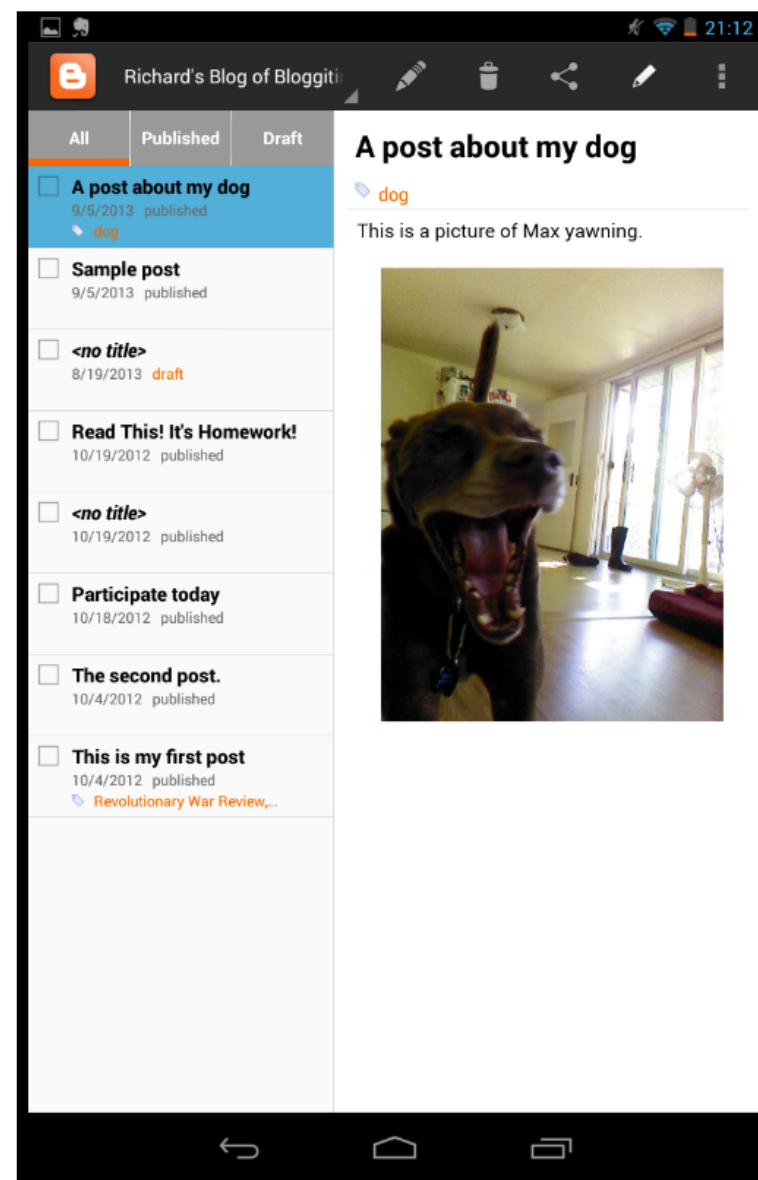 21:12
Richard's Blog of Bloggitin
All Published Draft
A post about my dog
9/5/2013 published
dog
Sample post
9/5/2013 published
<no title>
8/19/2013 draft
Read This! It's Homework!
10/19/2012 published
<no title>
10/19/2012 published
Participate today
10/18/2012 published
The second post.
10/4/2012 published
This is my first post
10/4/2012 published
Revolutionary War Review,...
A post about my dog
dog
This is a picture of Max yawning.